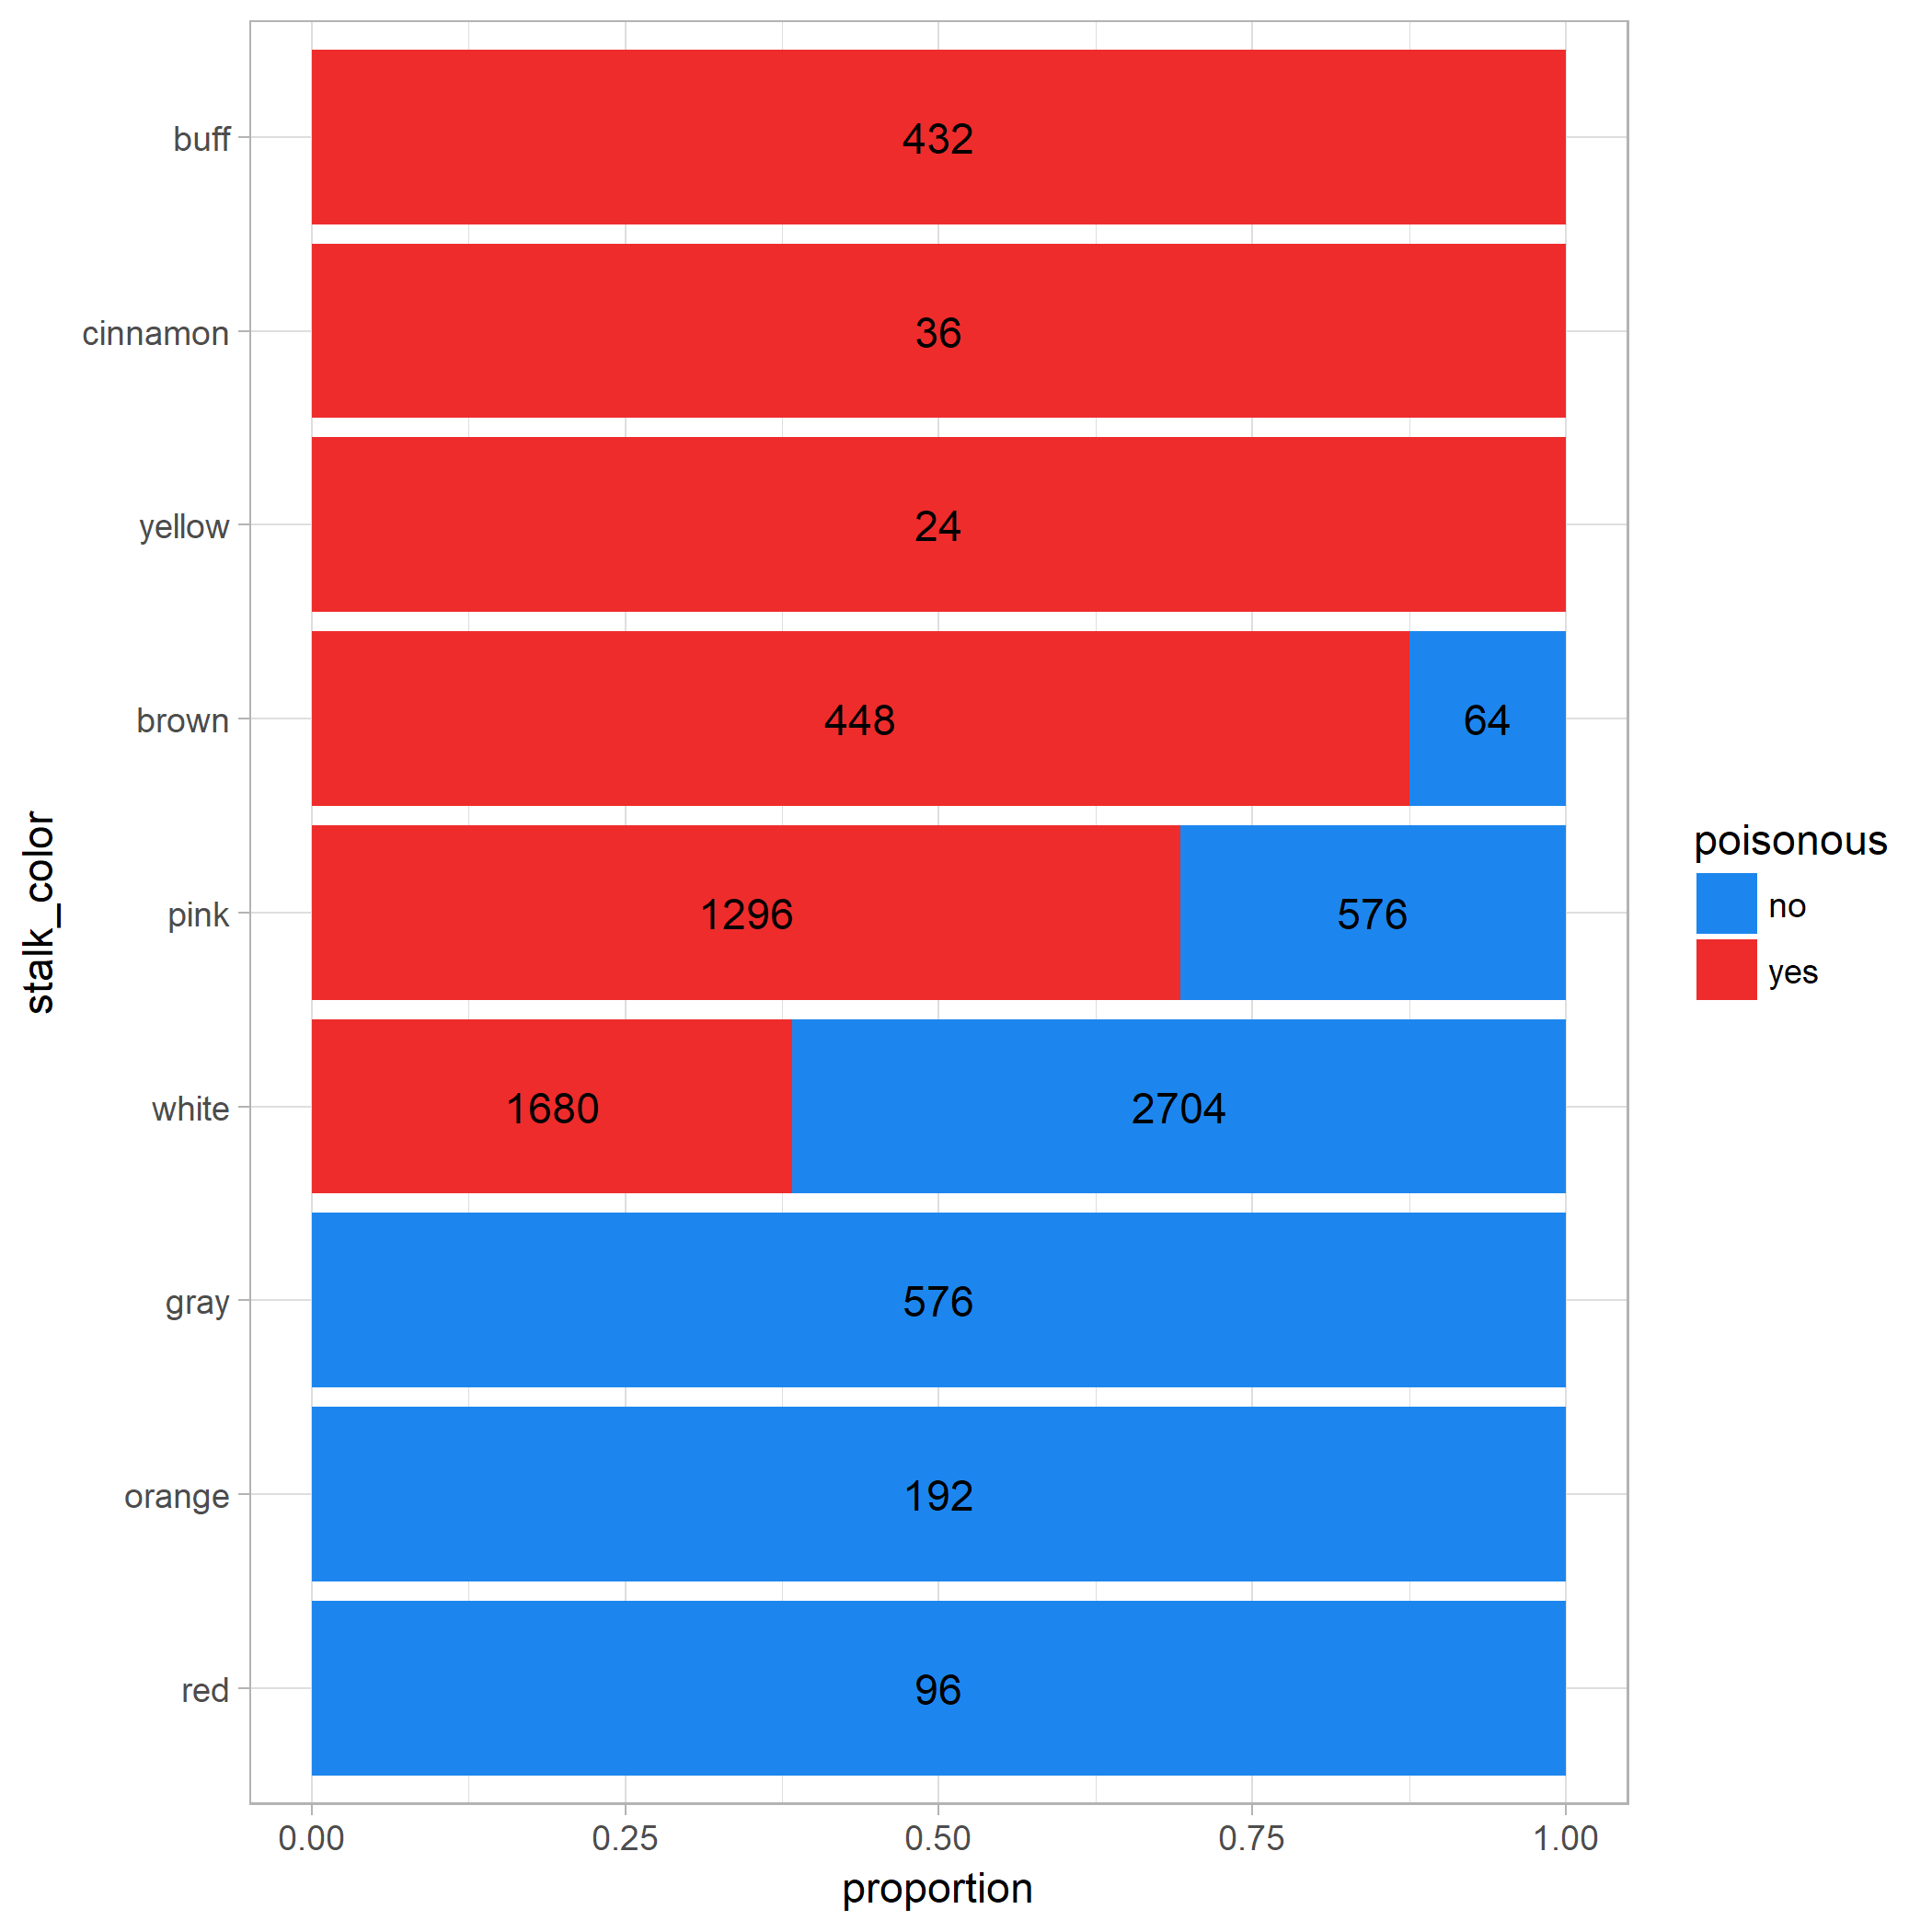 buff
432
cinnamon
36
yellow
24
brown
448
64
pink
1296
576
white
1680
2704
gray
576
orange
192
red
96
0.00
0.25
0.50
0.75
1.00
proportion
stalk_color
poisonous
no
yes